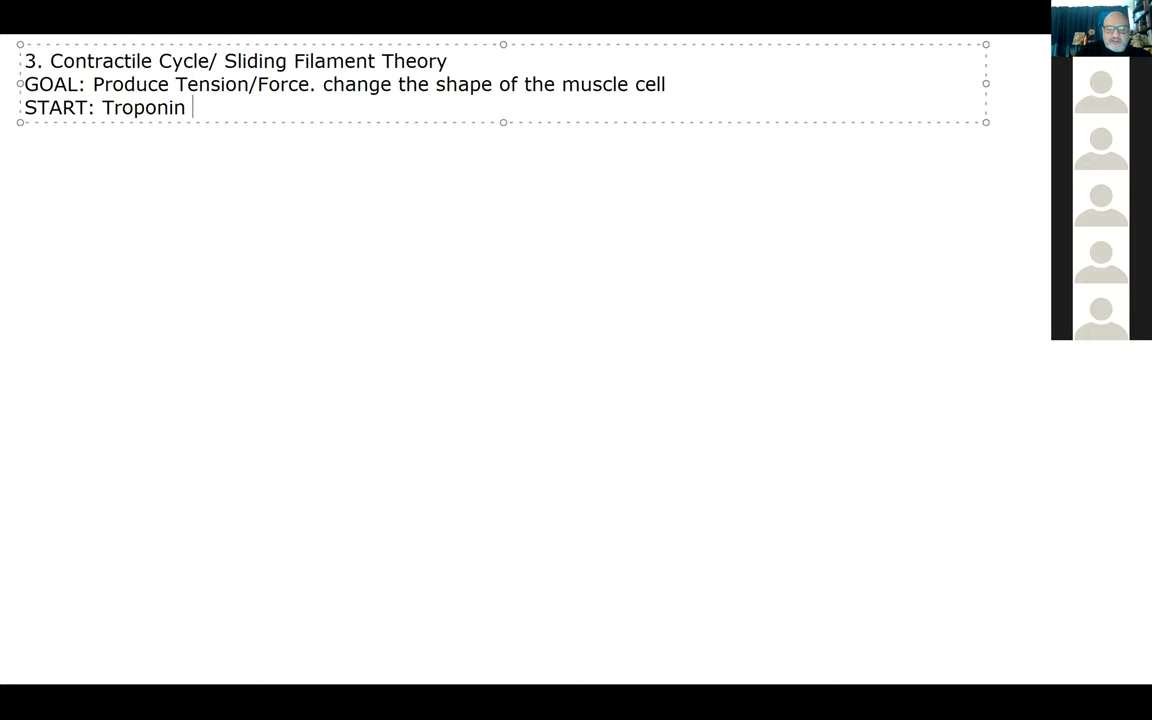 3. Contractile Cycle/ Sliding Filament Theory
GOAL: Produce Tension/Force. change the shape of the muscle cell
START: Troponin